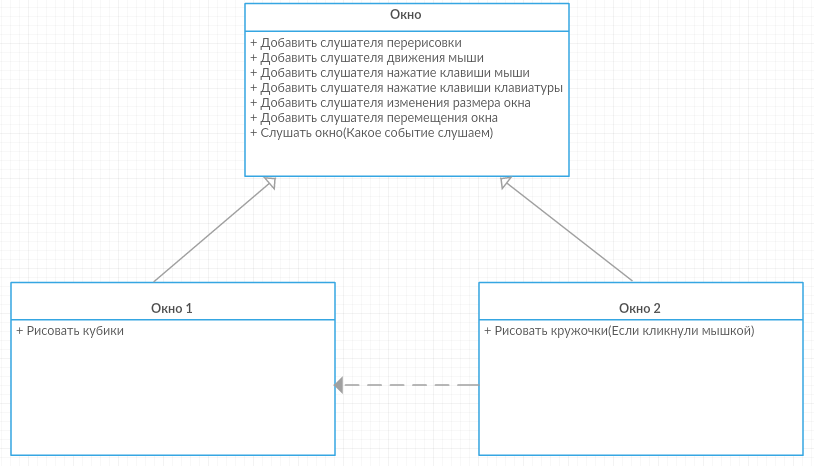 Окно
+ Добавить слушателя перерисовки
+ Добавить слушателя движения мыши
+ Добавить слушателя нажатие клавиши мыши
+ Добавить слушателя нажатие клавиши клавиатуры
+ Добавить слушателя изменения размера окна
+ Добавить слушателя перемещения окна
+ Слушать окно(Какое событие слушаем)
Окно 1
+ Рисовать кубики
Окно 2
+ Рисовать кружочки(Если кликнули мышкой)